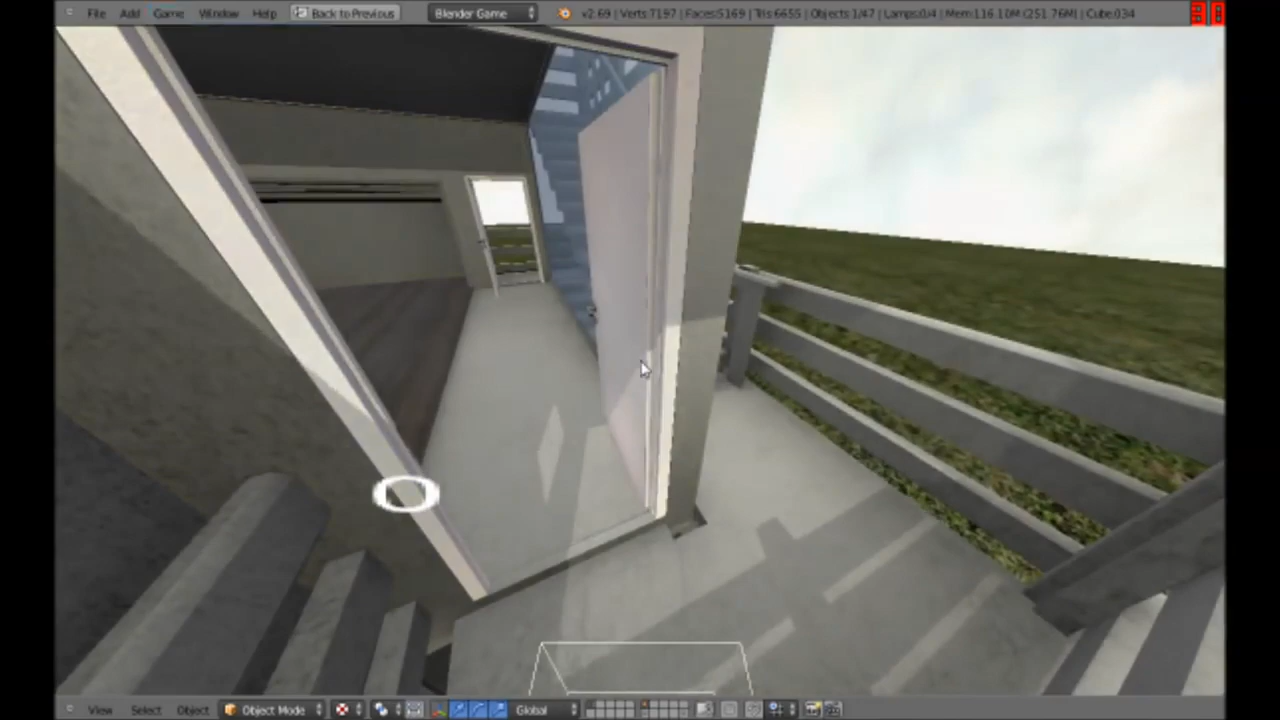 File Add Game Window Help Back to Previous Blender Game v2.69 | Verts:7197 | Faces:5169 | Tris:6655 | Objects:1/47 | Lamps:0/4 | Mem:116.10M (251.76M) | Cube.034
View Select Object Object Mode Global